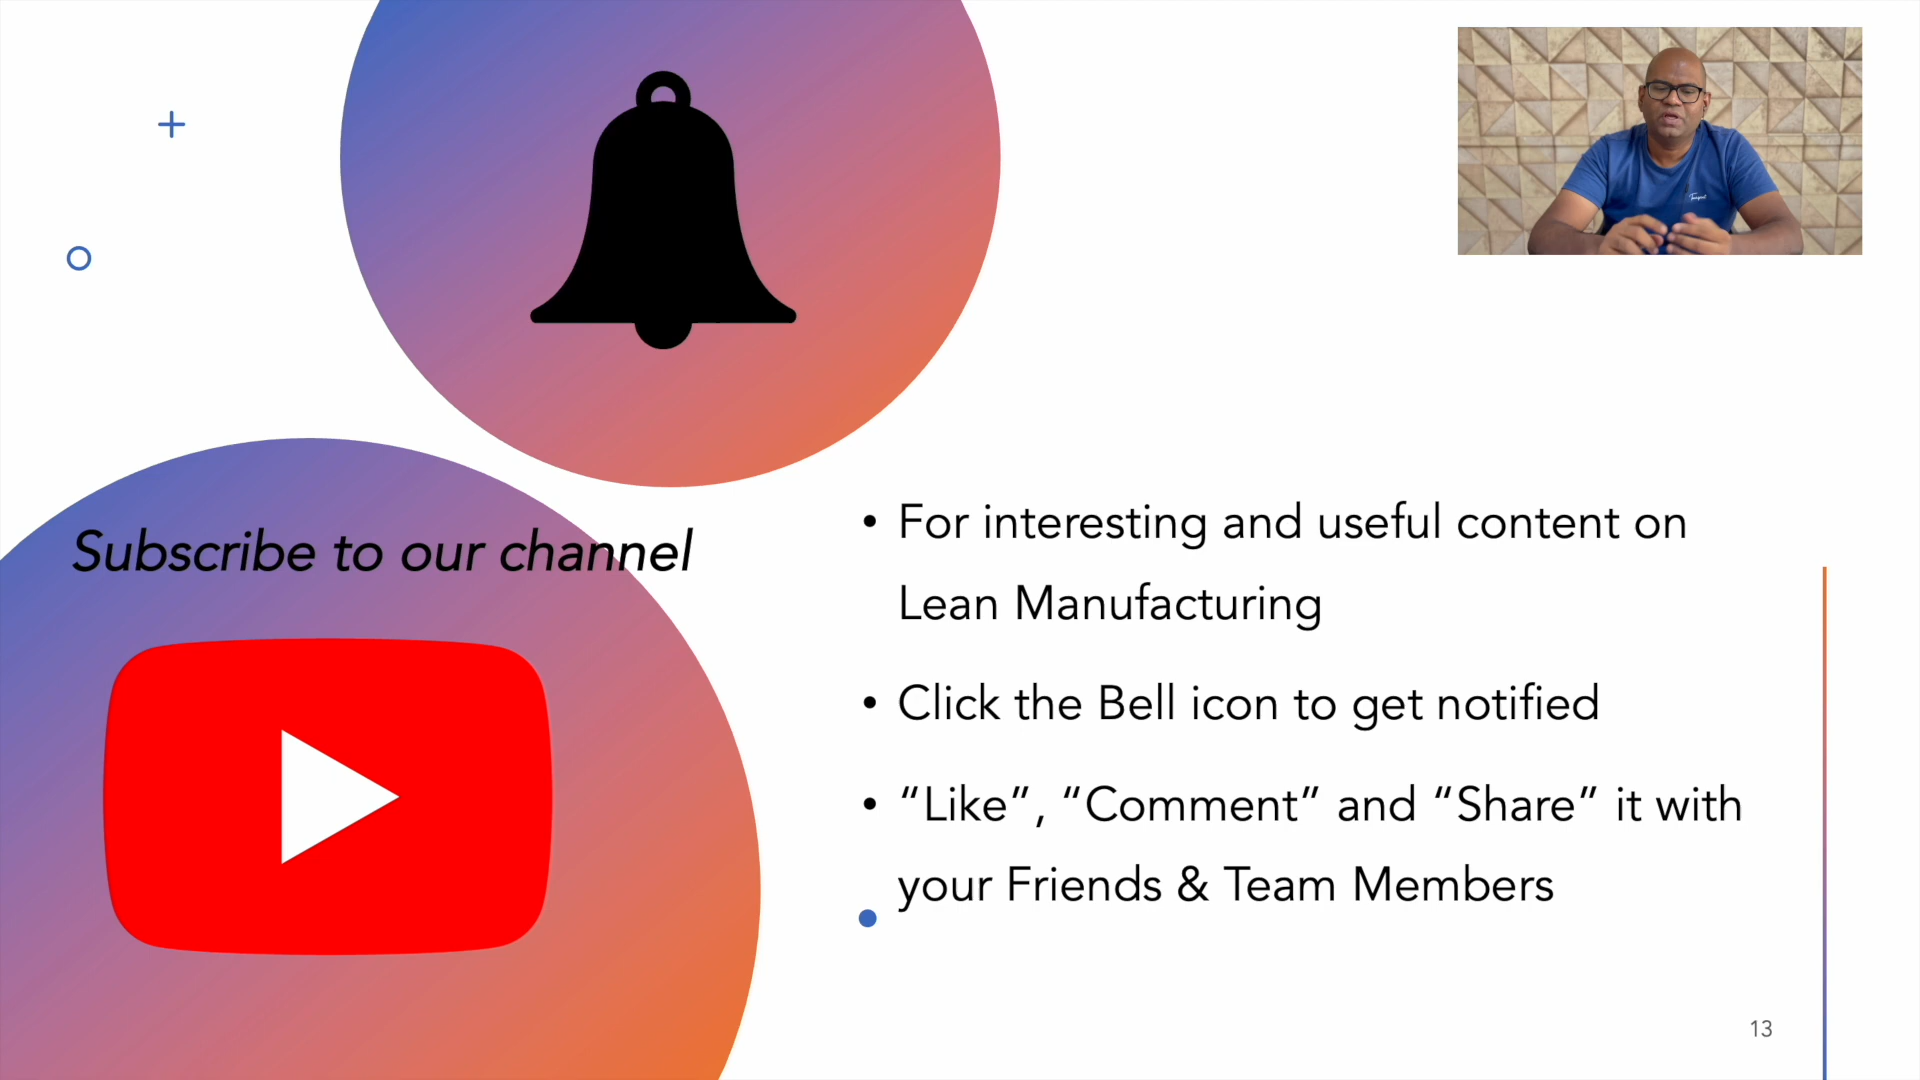 Subscribe to our channel
• For interesting and useful content on
Lean Manufacturing
• Click the Bell icon to get notified
• “Like”, “Comment” and “Share” it with
your Friends & Team Members
13